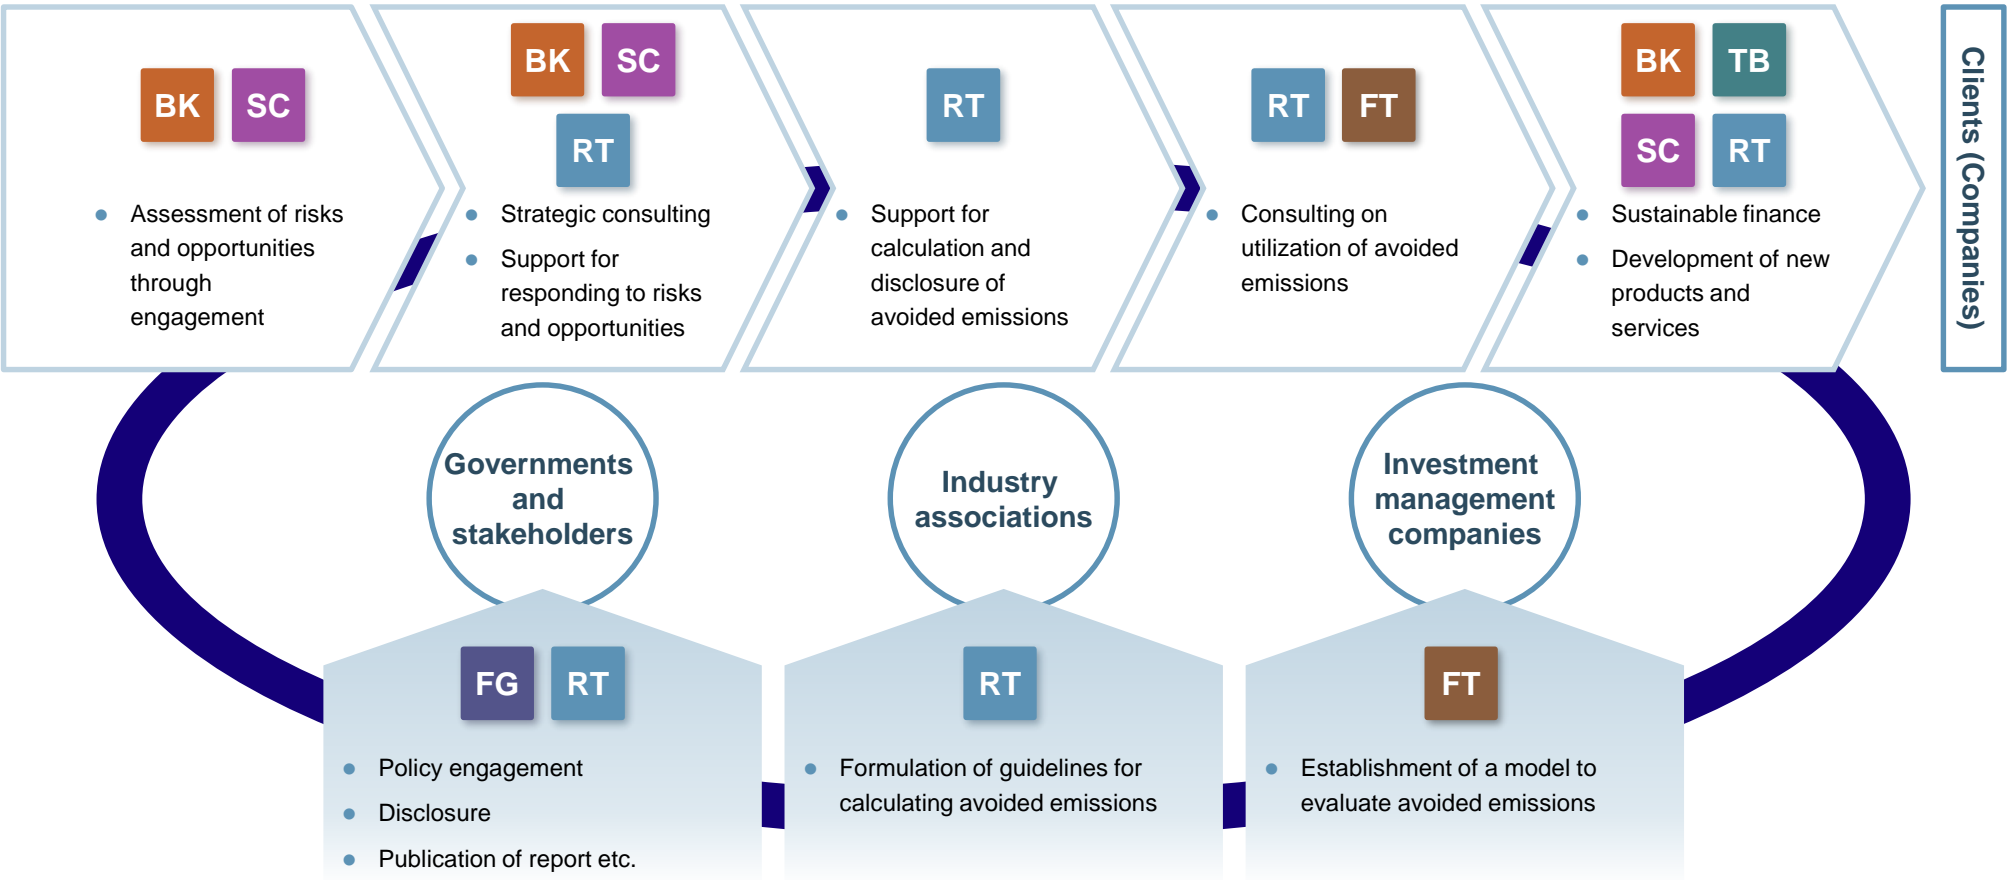 BK SC
● Assessment of risks
and opportunities
through
engagement
BK SC
RT
● Strategic consulting
● Support for
responding to risks
and opportunities
RT
● Support for
calculation and
disclosure of
avoided emissions
RT FT
● Consulting on
utilization of avoided
emissions
BK TB
SC RT
● Sustainable finance
● Development of new
products and
services
Clients (Companies)
Governments
and
stakeholders
FG RT
● Policy engagement
● Disclosure
● Publication of report etc.
Industry
associations
RT
● Formulation of guidelines for
calculating avoided emissions
Investment
management
companies
FT
● Establishment of a model to
evaluate avoided emissions